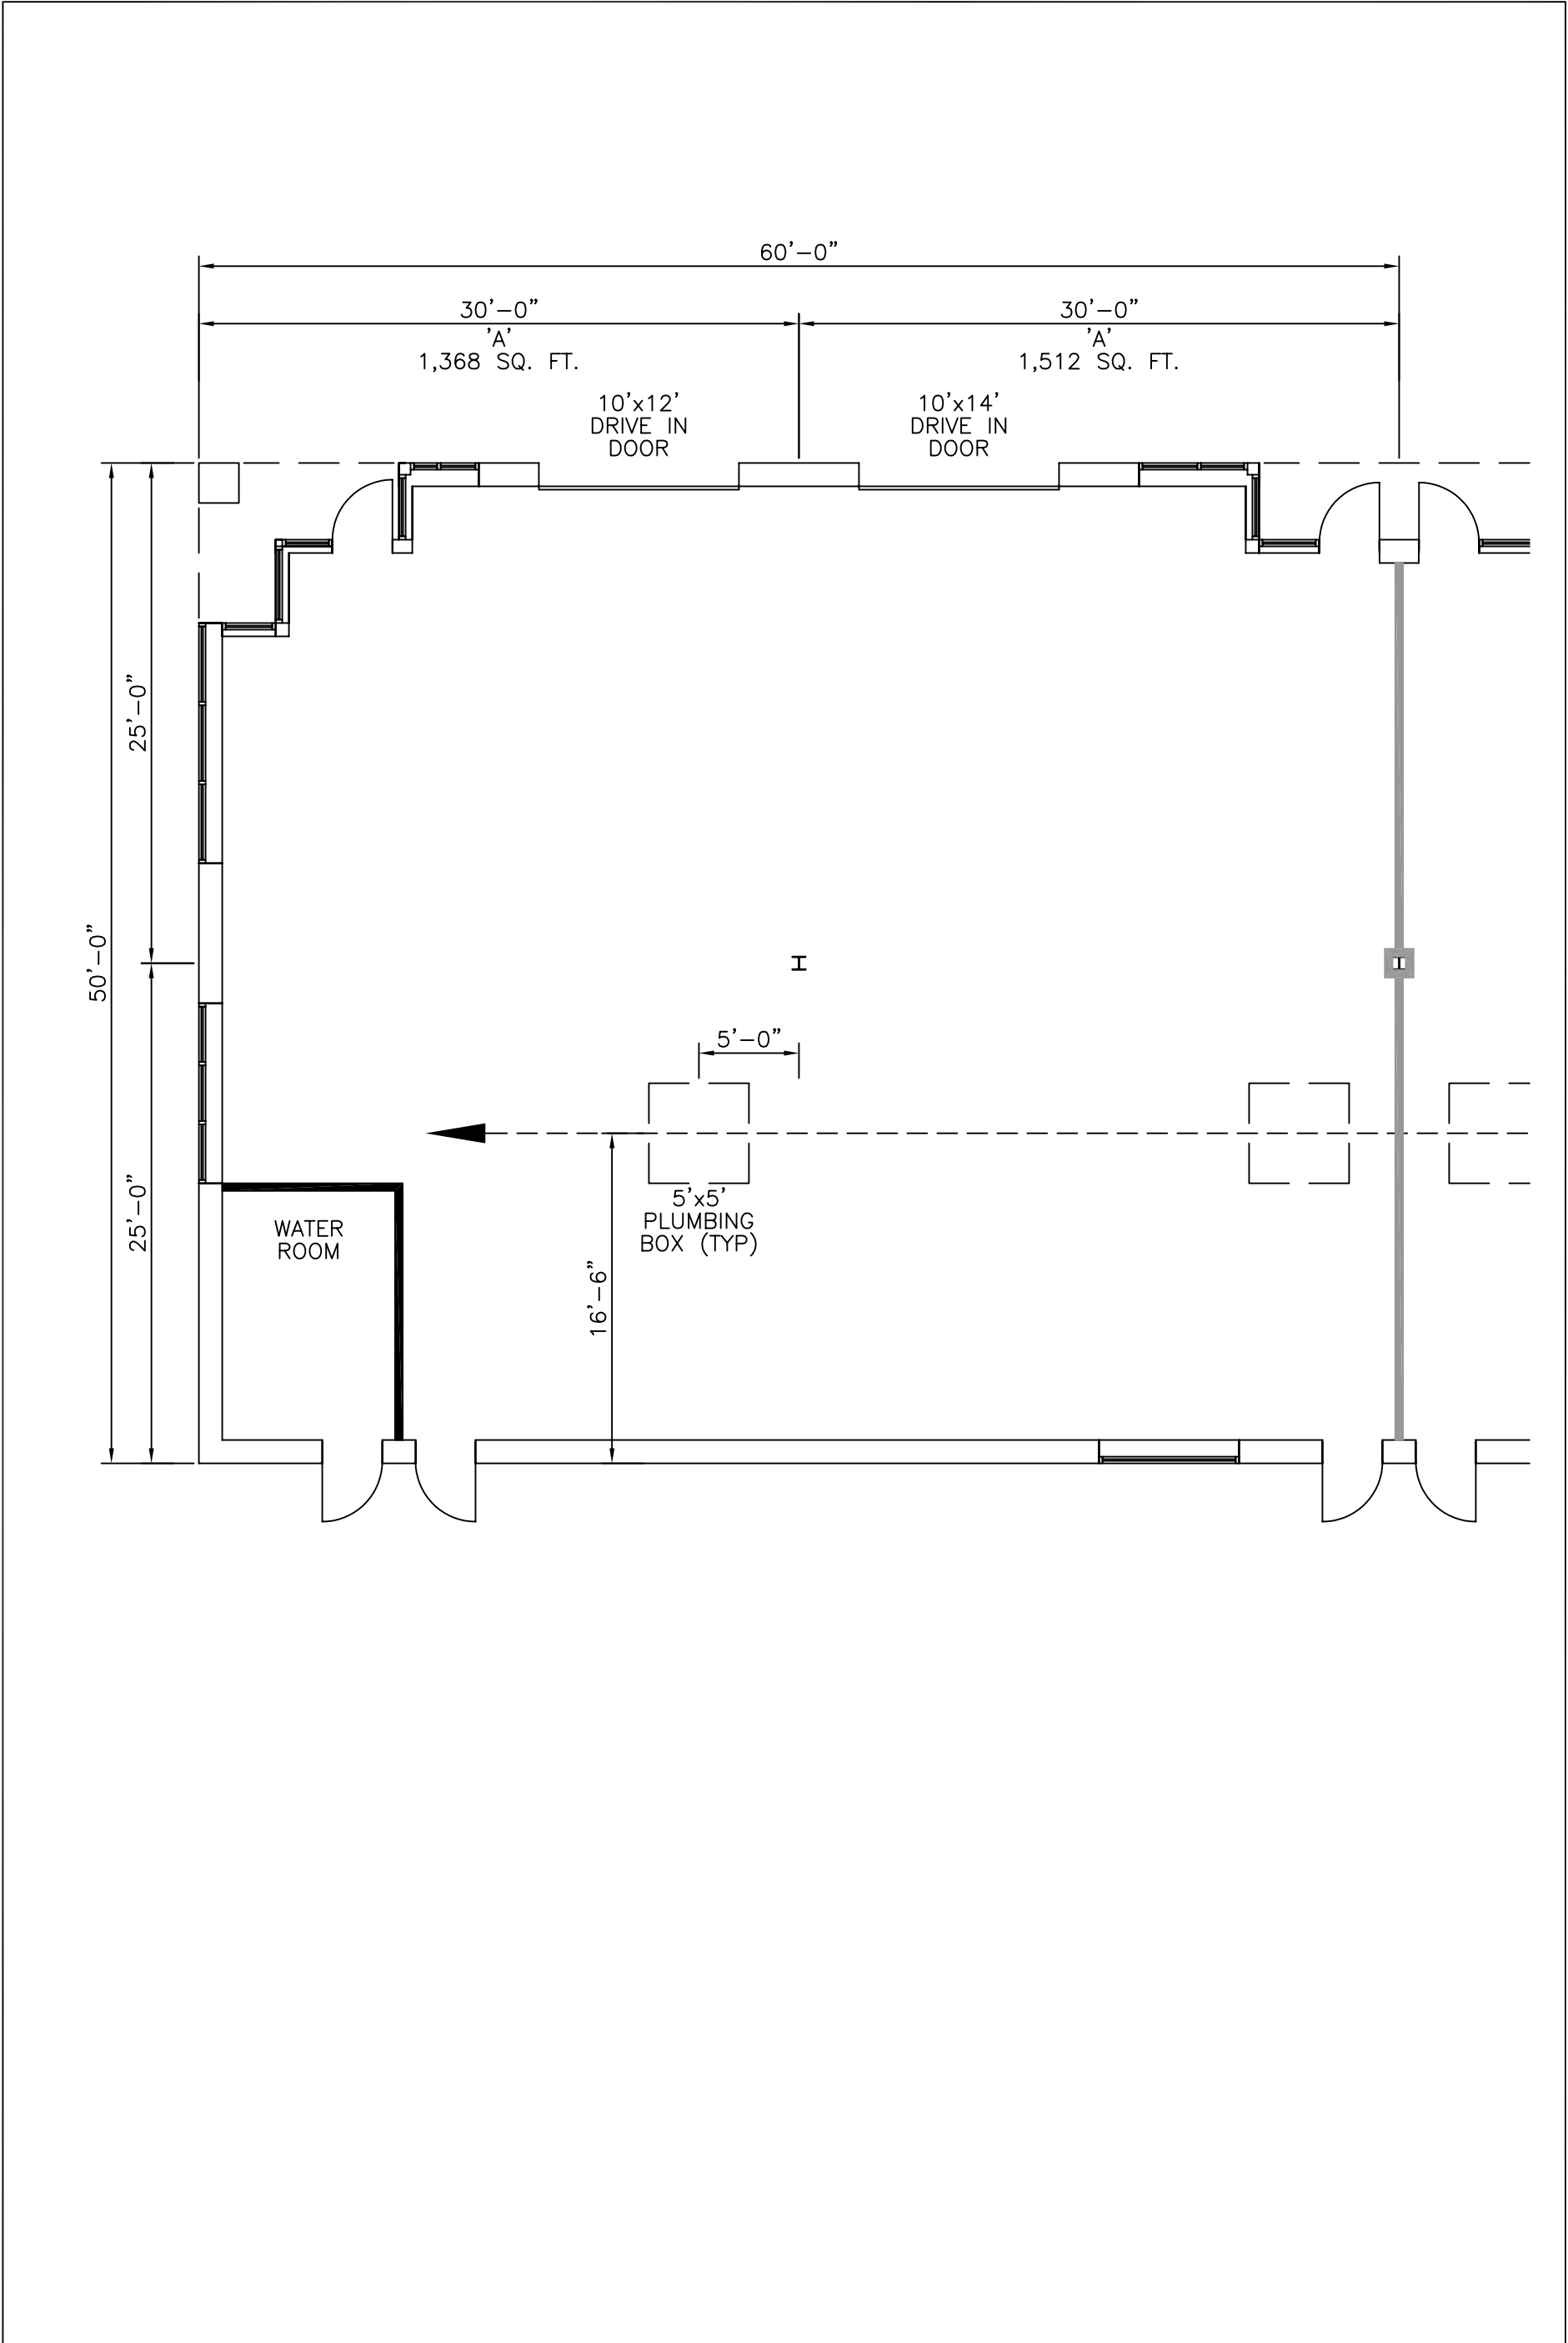 60'-0"
30'-0"
'A'
1,368 SQ. FT.
30'-0"
'A'
1,512 SQ. FT.
10'x12'
DRIVE IN
DOOR
10'x14'
DRIVE IN
DOOR
25'-0"
50'-0"
25'-0"
5'-0"
5'x5'
PLUMBING
BOX (TYP)
16'-6"
WATER
ROOM